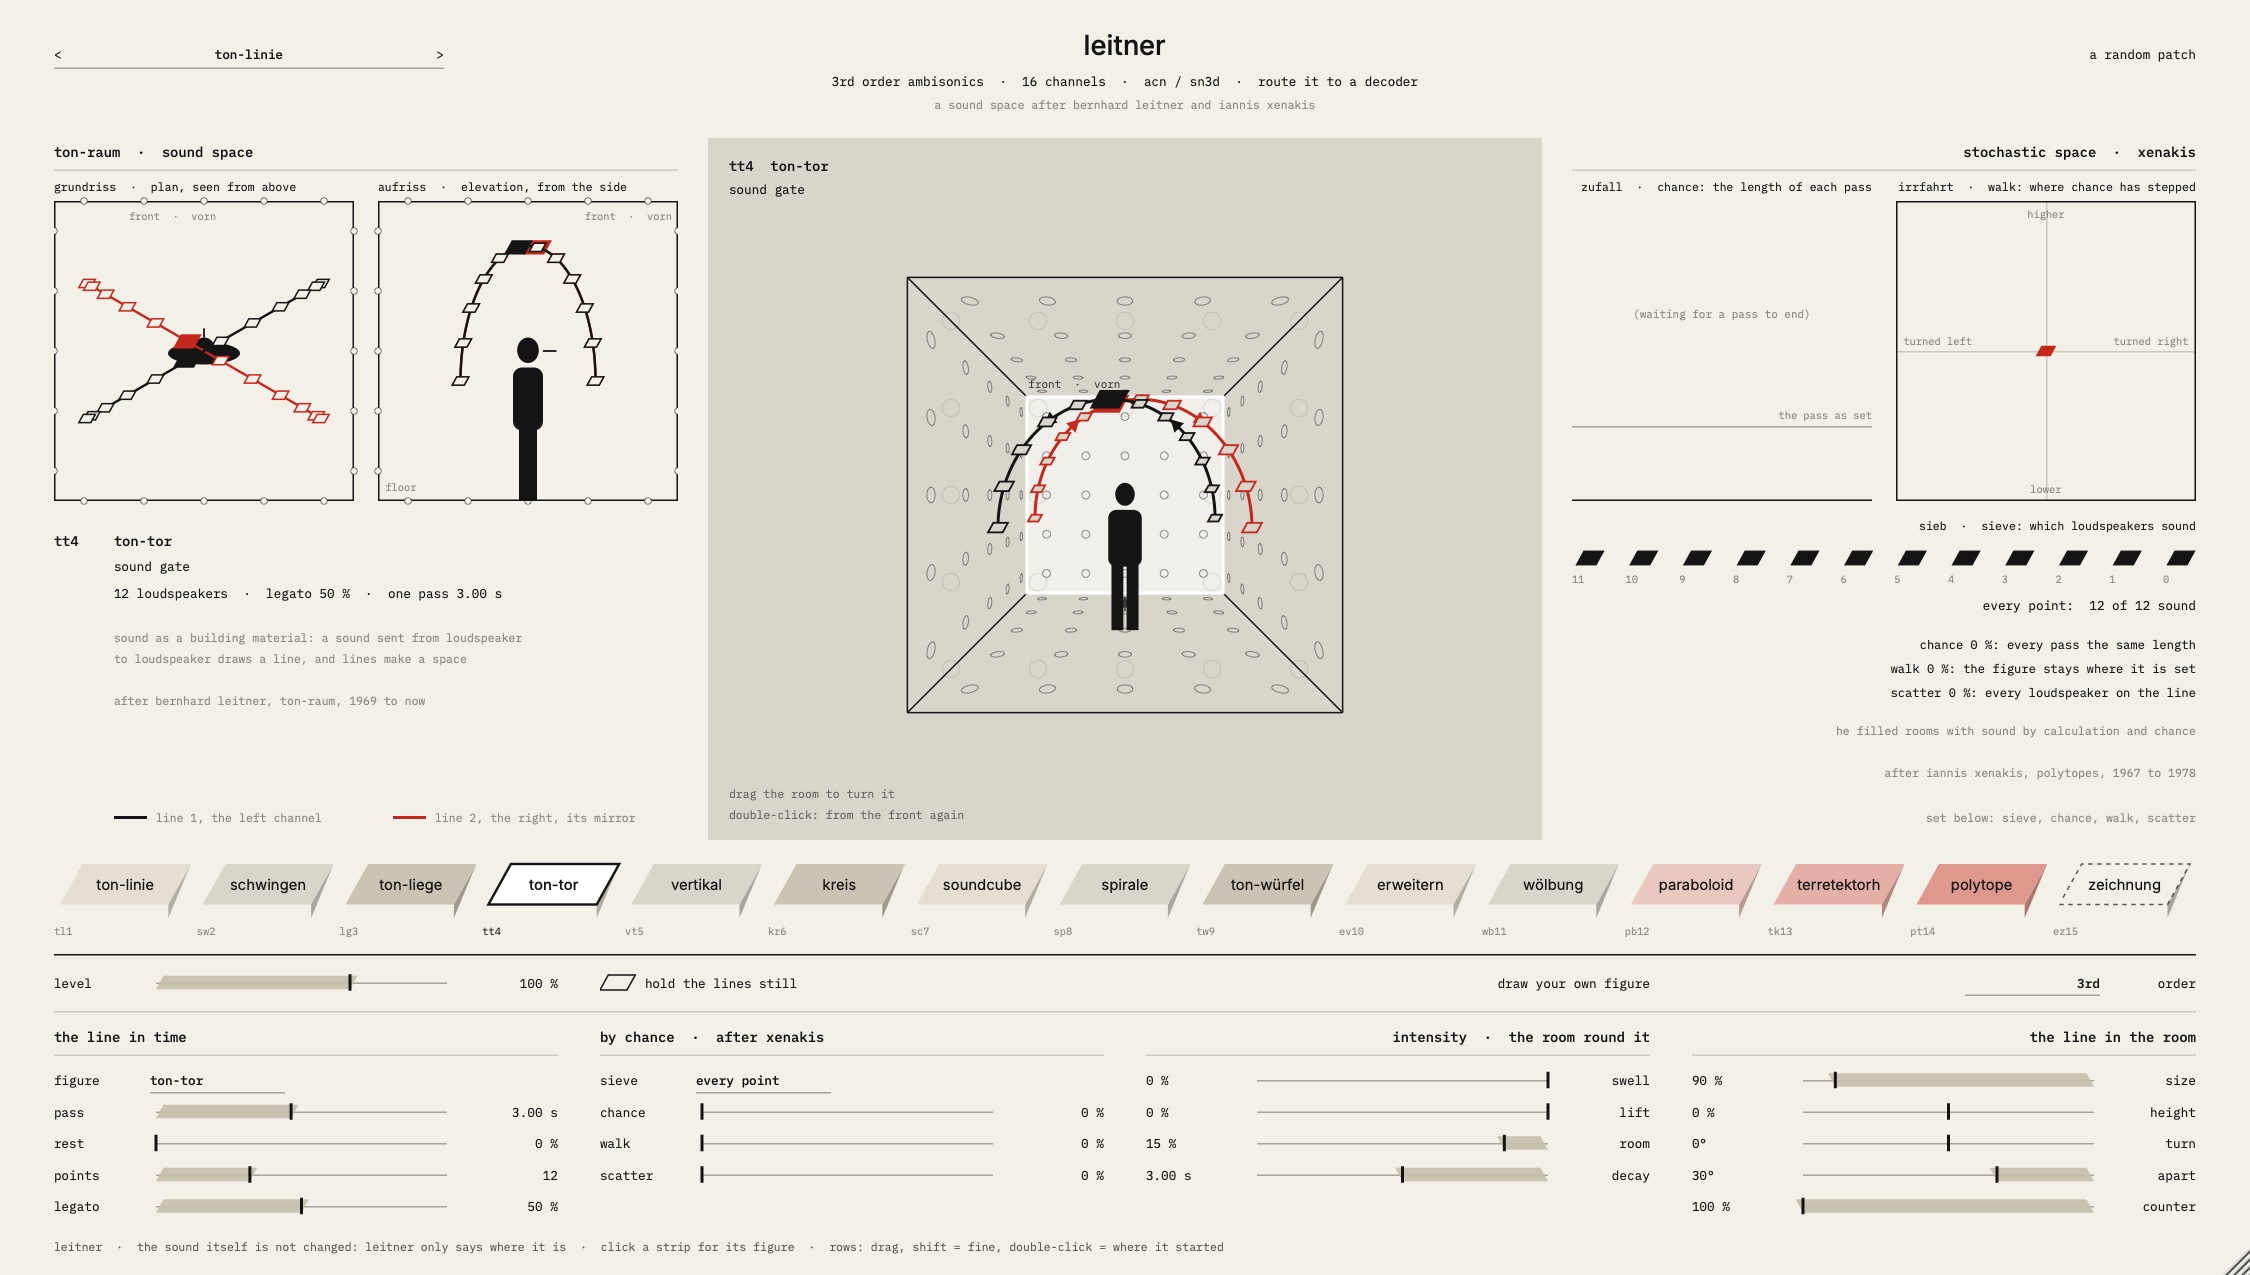 < ton-linie >
leitner
a random patch
3rd order ambisonics · 16 channels · acn / sn3d · route it to a decoder
a sound space after bernhard leitner and iannis xenakis
ton-raum · sound space
grundriss · plan, seen from above
aufriss · elevation, from the side
front · vorn
front · vorn
floor
tt4 ton-tor
sound gate
12 loudspeakers · legato 50 % · one pass 3.00 s
sound as a building material: a sound sent from loudspeaker
to loudspeaker draws a line, and lines make a space
after bernhard leitner, ton-raum, 1969 to now
line 1, the left channel
line 2, the right, its mirror
tt4 ton-tor
sound gate
front · vorn
drag the room to turn it
double-click: from the front again
stochastic space · xenakis
zufall · chance: the length of each pass
irrfahrt · walk: where chance has stepped
(waiting for a pass to end)
the pass as set
higher
turned left
turned right
lower
sieb · sieve: which loudspeakers sound
11 10 9 8 7 6 5 4 3 2 1 0
every point: 12 of 12 sound
chance 0 %: every pass the same length
walk 0 %: the figure stays where it is set
scatter 0 %: every loudspeaker on the line
he filled rooms with sound by calculation and chance
after iannis xenakis, polytopes, 1967 to 1978
set below: sieve, chance, walk, scatter
ton-linie schwingen ton-liege ton-tor vertikal kreis soundcube spirale ton-würfel erweitern wölbung paraboloid terretektorh polytope zeichnung
tl1 sw2 lg3 tt4 vt5 kr6 sc7 sp8 tw9 ev10 wb11 pb12 tk13 pt14 ez15
level 100 %
hold the lines still
draw your own figure
3rd order
the line in time
figure ton-tor
pass 3.00 s
rest 0 %
points 12
legato 50 %
by chance · after xenakis
sieve every point
chance 0 %
walk 0 %
scatter 0 %
intensity · the room round it
0 % swell
0 % lift
15 % room
3.00 s decay
the line in the room
90 % size
0 % height
0° turn
30° apart
100 % counter
leitner · the sound itself is not changed: leitner only says where it is · click a strip for its figure · rows: drag, shift = fine, double-click = where it started